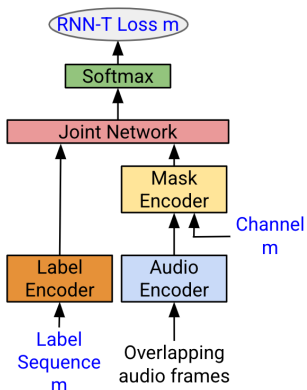 RNN-T Loss m
Softmax
Joint Network
Mask
Encoder
Channel
m
Label
Encoder
Audio
Encoder
Label
Sequence
m
Overlapping
audio frames